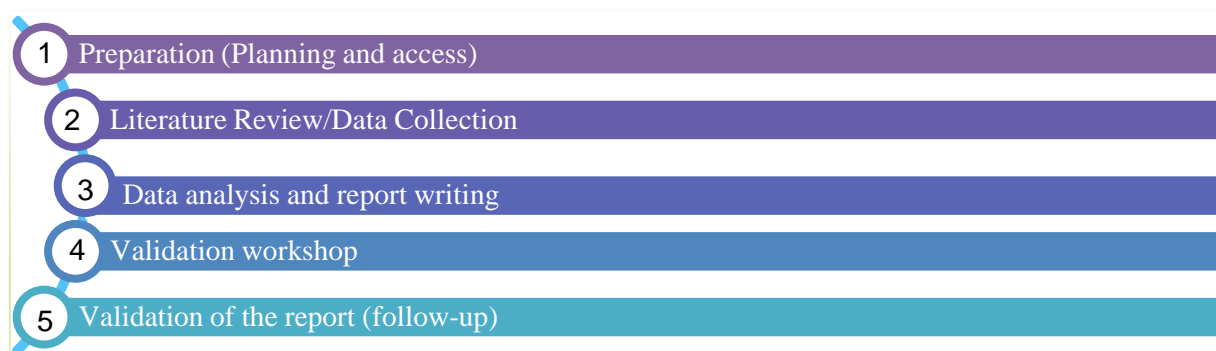 1 Preparation (Planning and access)
2 Literature Review/Data Collection
3 Data analysis and report writing
4 Validation workshop
5 Validation of the report (follow-up)